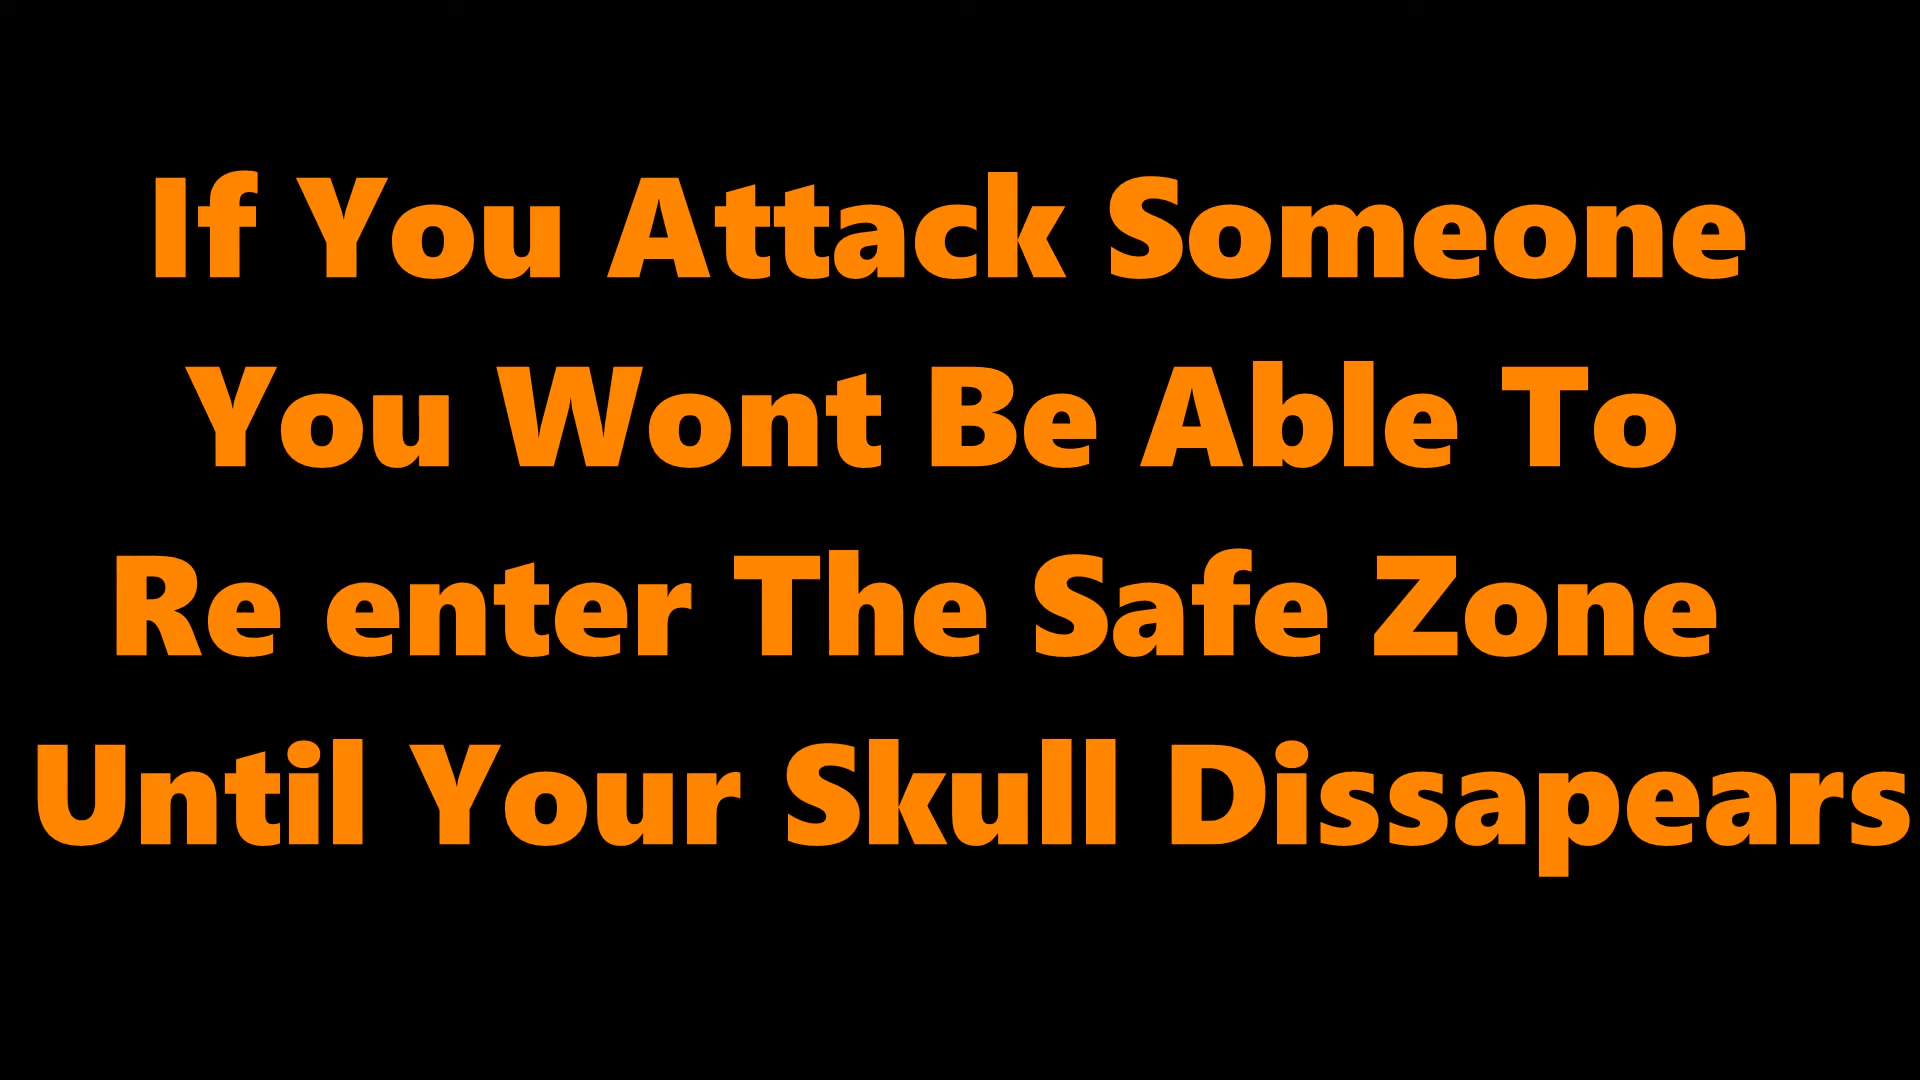 If You Attack Someone
You Wont Be Able To
Re enter The Safe Zone
Until Your Skull Dissapears